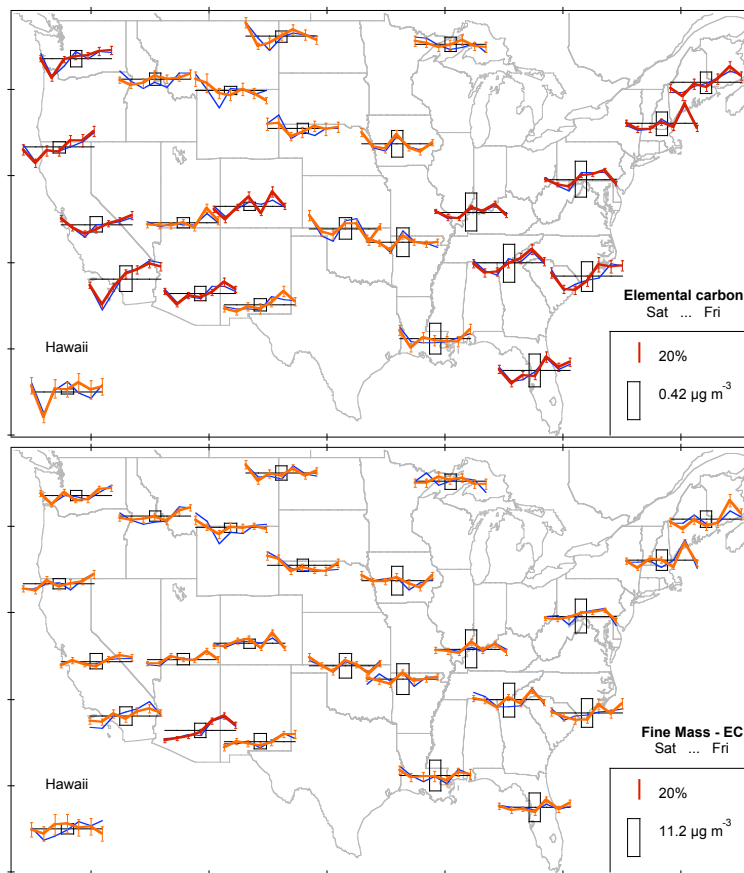 Hawaii
Elemental carbon
Sat ... Fri
20%
0.42 µg m⁻³
Hawaii
Fine Mass - EC
Sat ... Fri
20%
11.2 µg m⁻³